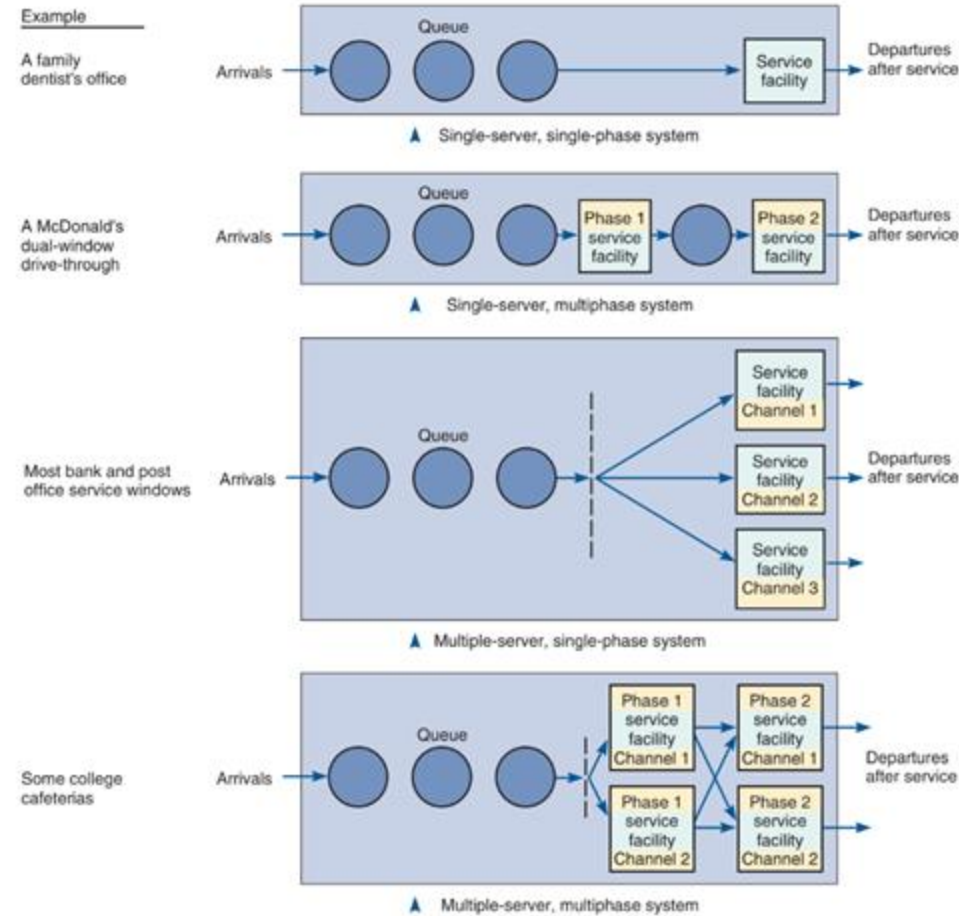 Example
A family
dentist's office
Arrivals
Queue
Service
facility
Departures
after service
Single-server, single-phase system
A McDonald's
dual-window
drive-through
Arrivals
Queue
Phase 1
service
facility
Phase 2
service
facility
Departures
after service
Single-server, multiphase system
Most bank and post
office service windows
Arrivals
Queue
Service
facility
Channel 1
Service
facility
Channel 2
Service
facility
Channel 3
Departures
after service
Multiple-server, single-phase system
Some college
cafeterias
Arrivals
Queue
Phase 1
service
facility
Channel 1
Phase 2
service
facility
Channel 1
Phase 1
service
facility
Channel 2
Phase 2
service
facility
Channel 2
Departures
after service
Multiple-server, multiphase system